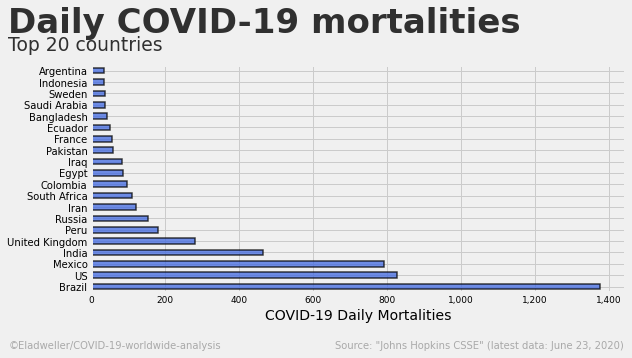 Daily COVID-19 mortalities
Top 20 countries
Argentina
Indonesia
Sweden
Saudi Arabia
Bangladesh
Ecuador
France
Pakistan
Iraq
Egypt
Colombia
South Africa
Iran
Russia
Peru
United Kingdom
India
Mexico
US
Brazil
0 200 400 600 800 1,000 1,200 1,400
COVID-19 Daily Mortalities
©Eladweller/COVID-19-worldwide-analysis Source: "Johns Hopkins CSSE" (latest data: June 23, 2020)